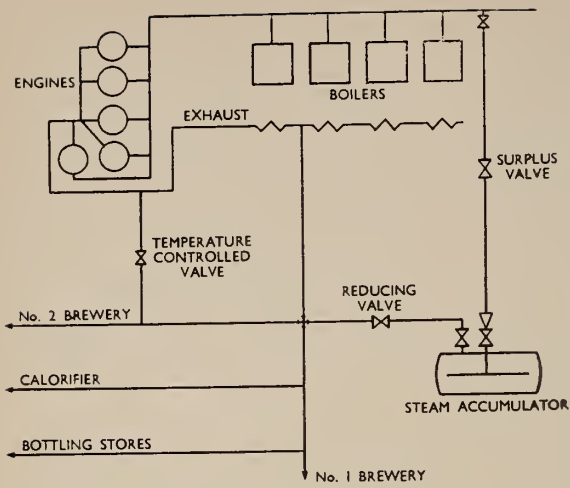 ENGINES
BOILERS
EXHAUST
SURPLUS
VALVE
TEMPERATURE
CONTROLLED
VALVE
REDUCING
VALVE
No. 2 BREWERY
CALORIFIER
STEAM ACCUMULATOR
BOTTLING STORES
No. 1 BREWERY